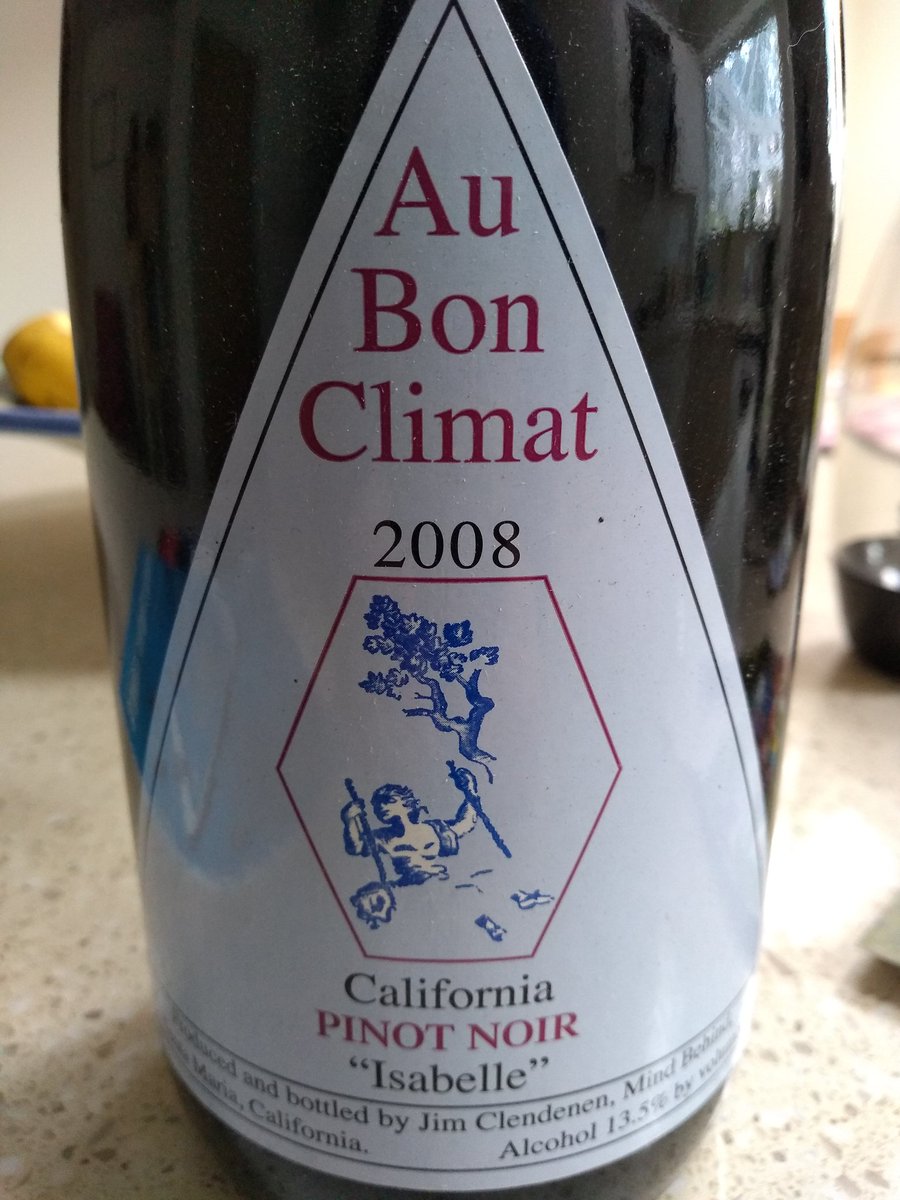 Au
Bon
Climat
2008
California
PINOT NOIR
“Isabelle”
Produced and bottled by Jim Clendenen, Mind Behind,
Maria, California. Alcohol 13.5% by